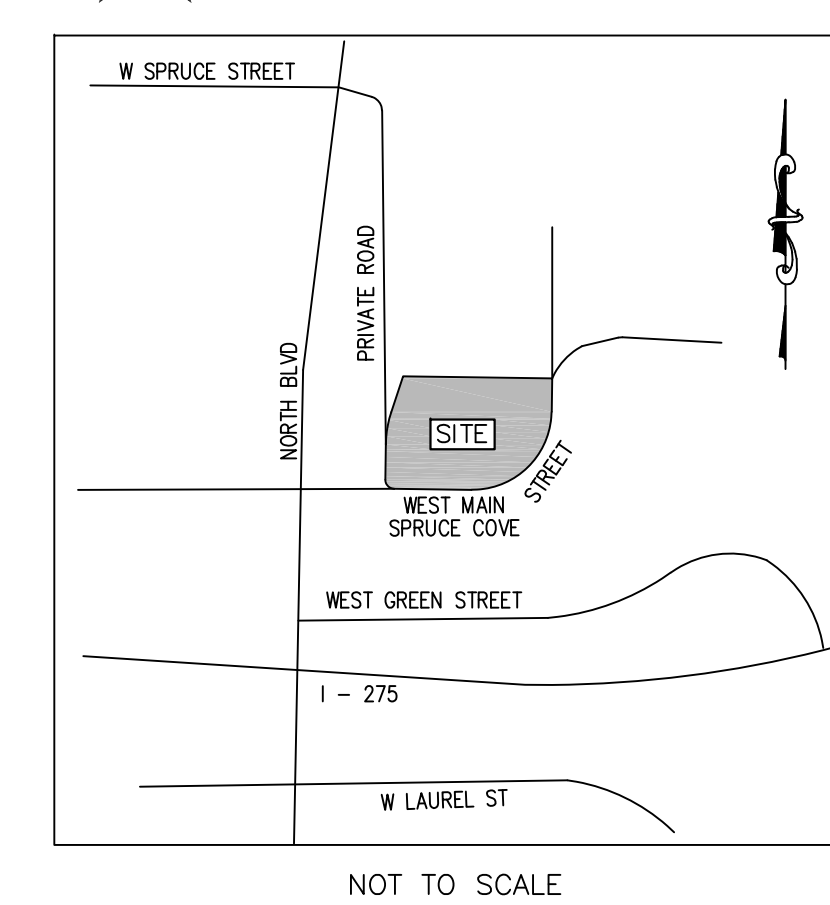 W SPRUCE STREET
PRIVATE ROAD
NORTH BLVD
SITE
STREET
WEST MAIN
SPRUCE COVE
WEST GREEN STREET
I - 275
W LAUREL ST
NOT TO SCALE